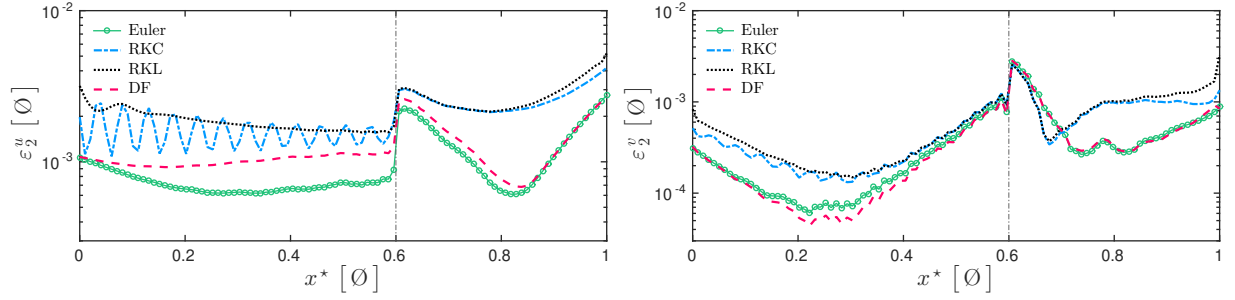 10⁻²
Euler
RKC
RKL
DF
10⁻³
ε₂ᵘ [Ø]
0 0.2 0.4 0.6 0.8 1
x⋆ [Ø]
10⁻²
Euler
RKC
RKL
DF
10⁻³
10⁻⁴
ε₂ᵛ [Ø]
0 0.2 0.4 0.6 0.8 1
x⋆ [Ø]